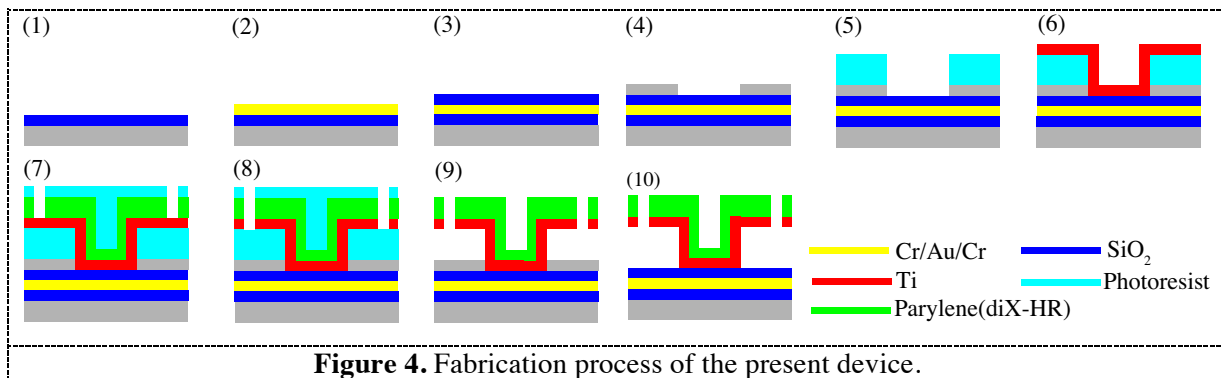 (1)
(2)
(3)
(4)
(5)
(6)
(7)
(8)
(9)
(10)
Cr/Au/Cr
SiO2
Ti
Photoresist
Parylene(diX-HR)
Figure 4. Fabrication process of the present device.